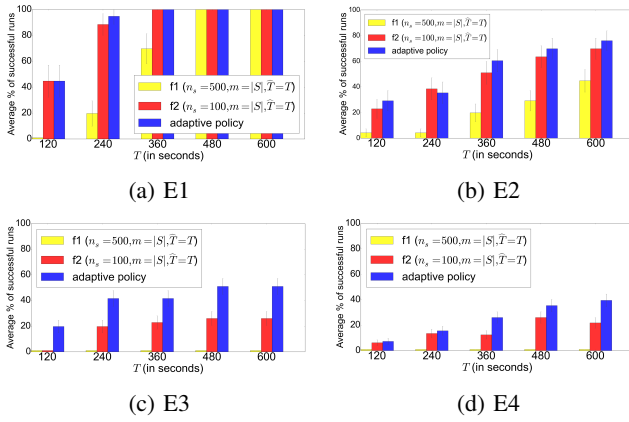 Average % of successful runs
100
80
60
40
20
0
f1 (n_s =500,m=|S|,T̂=T)
f2 (n_s =100,m=|S|,T̂=T)
adaptive policy
120 240 360 480 600
T (in seconds)
(a) E1
Average % of successful runs
100
80
60
40
20
0
f1 (n_s =500,m=|S|,T̂=T)
f2 (n_s =100,m=|S|,T̂=T)
adaptive policy
120 240 360 480 600
T (in seconds)
(b) E2
Average % of successful runs
100
80
60
40
20
0
f1 (n_s =500,m=|S|,T̂=T)
f2 (n_s =100,m=|S|,T̂=T)
adaptive policy
120 240 360 480 600
T (in seconds)
(c) E3
Average % of successful runs
100
80
60
40
20
0
f1 (n_s =500,m=|S|,T̂=T)
f2 (n_s =100,m=|S|,T̂=T)
adaptive policy
120 240 360 480 600
T (in seconds)
(d) E4